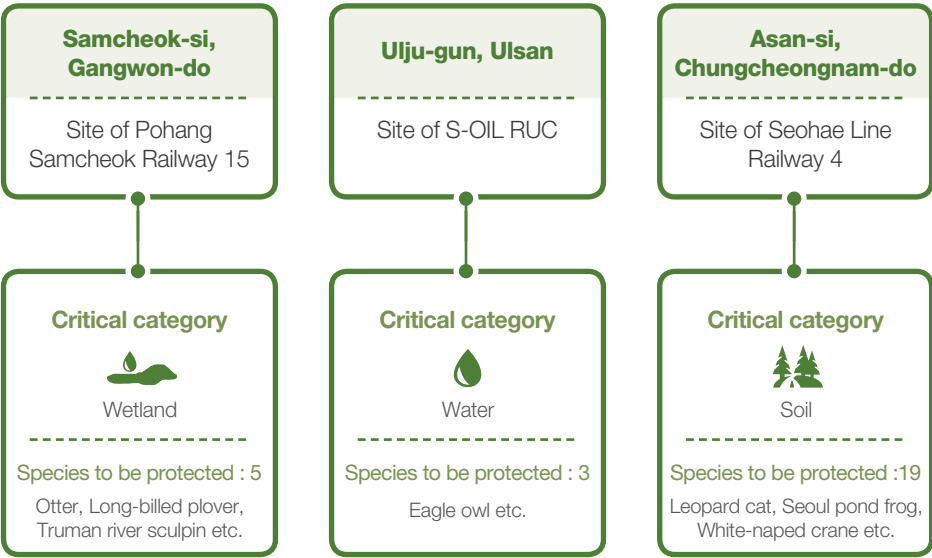 Samcheok-si,
Gangwon-do
Site of Pohang
Samcheok Railway 15
Critical category
Wetland
Species to be protected : 5
Otter, Long-billed plover,
Truman river sculpin etc.
Ulju-gun, Ulsan
Site of S-OIL RUC
Critical category
Water
Species to be protected : 3
Eagle owl etc.
Asan-si,
Chungcheongnam-do
Site of Seohae Line
Railway 4
Critical category
Soil
Species to be protected :19
Leopard cat, Seoul pond frog,
White-naped crane etc.